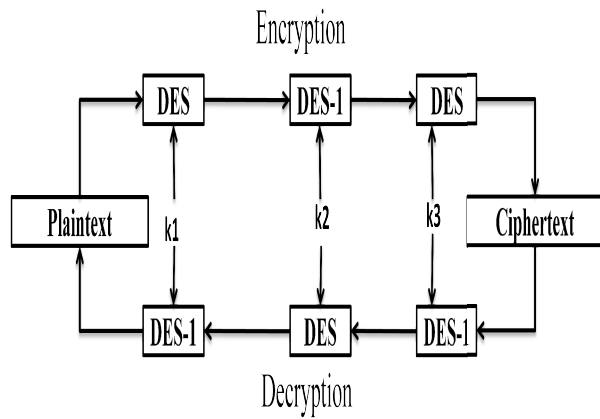 Encryption
DES DES-1 DES
Plaintext k1 k2 k3 Ciphertext
DES-1 DES DES-1
Decryption